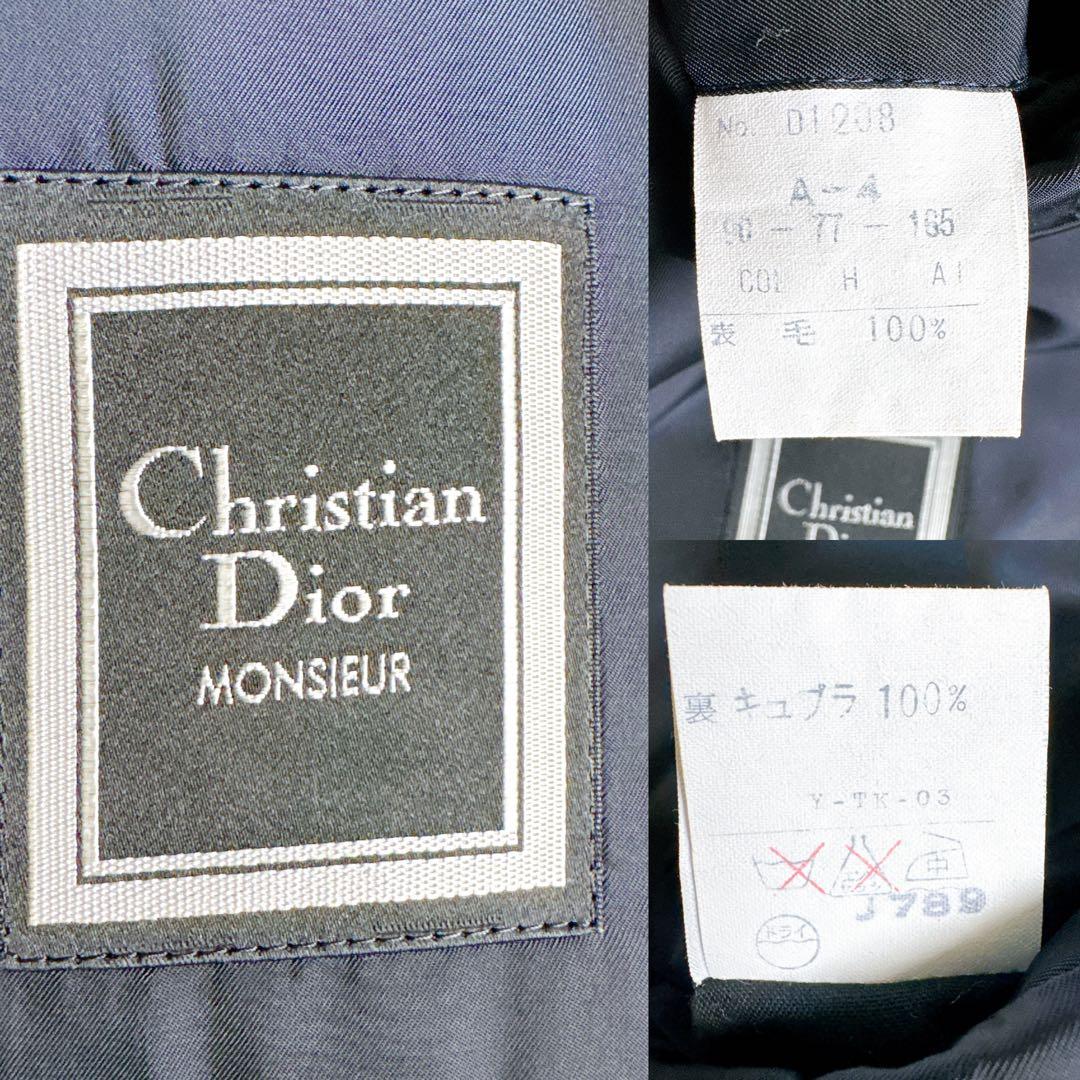 Christian
Dior
MONSIEUR
No. D1208
A-4
90 - 77 - 165
COL H A1
表 毛 100%
Christian
裏 キュプラ 100%
Y-TK-03
中
J789
ドライ